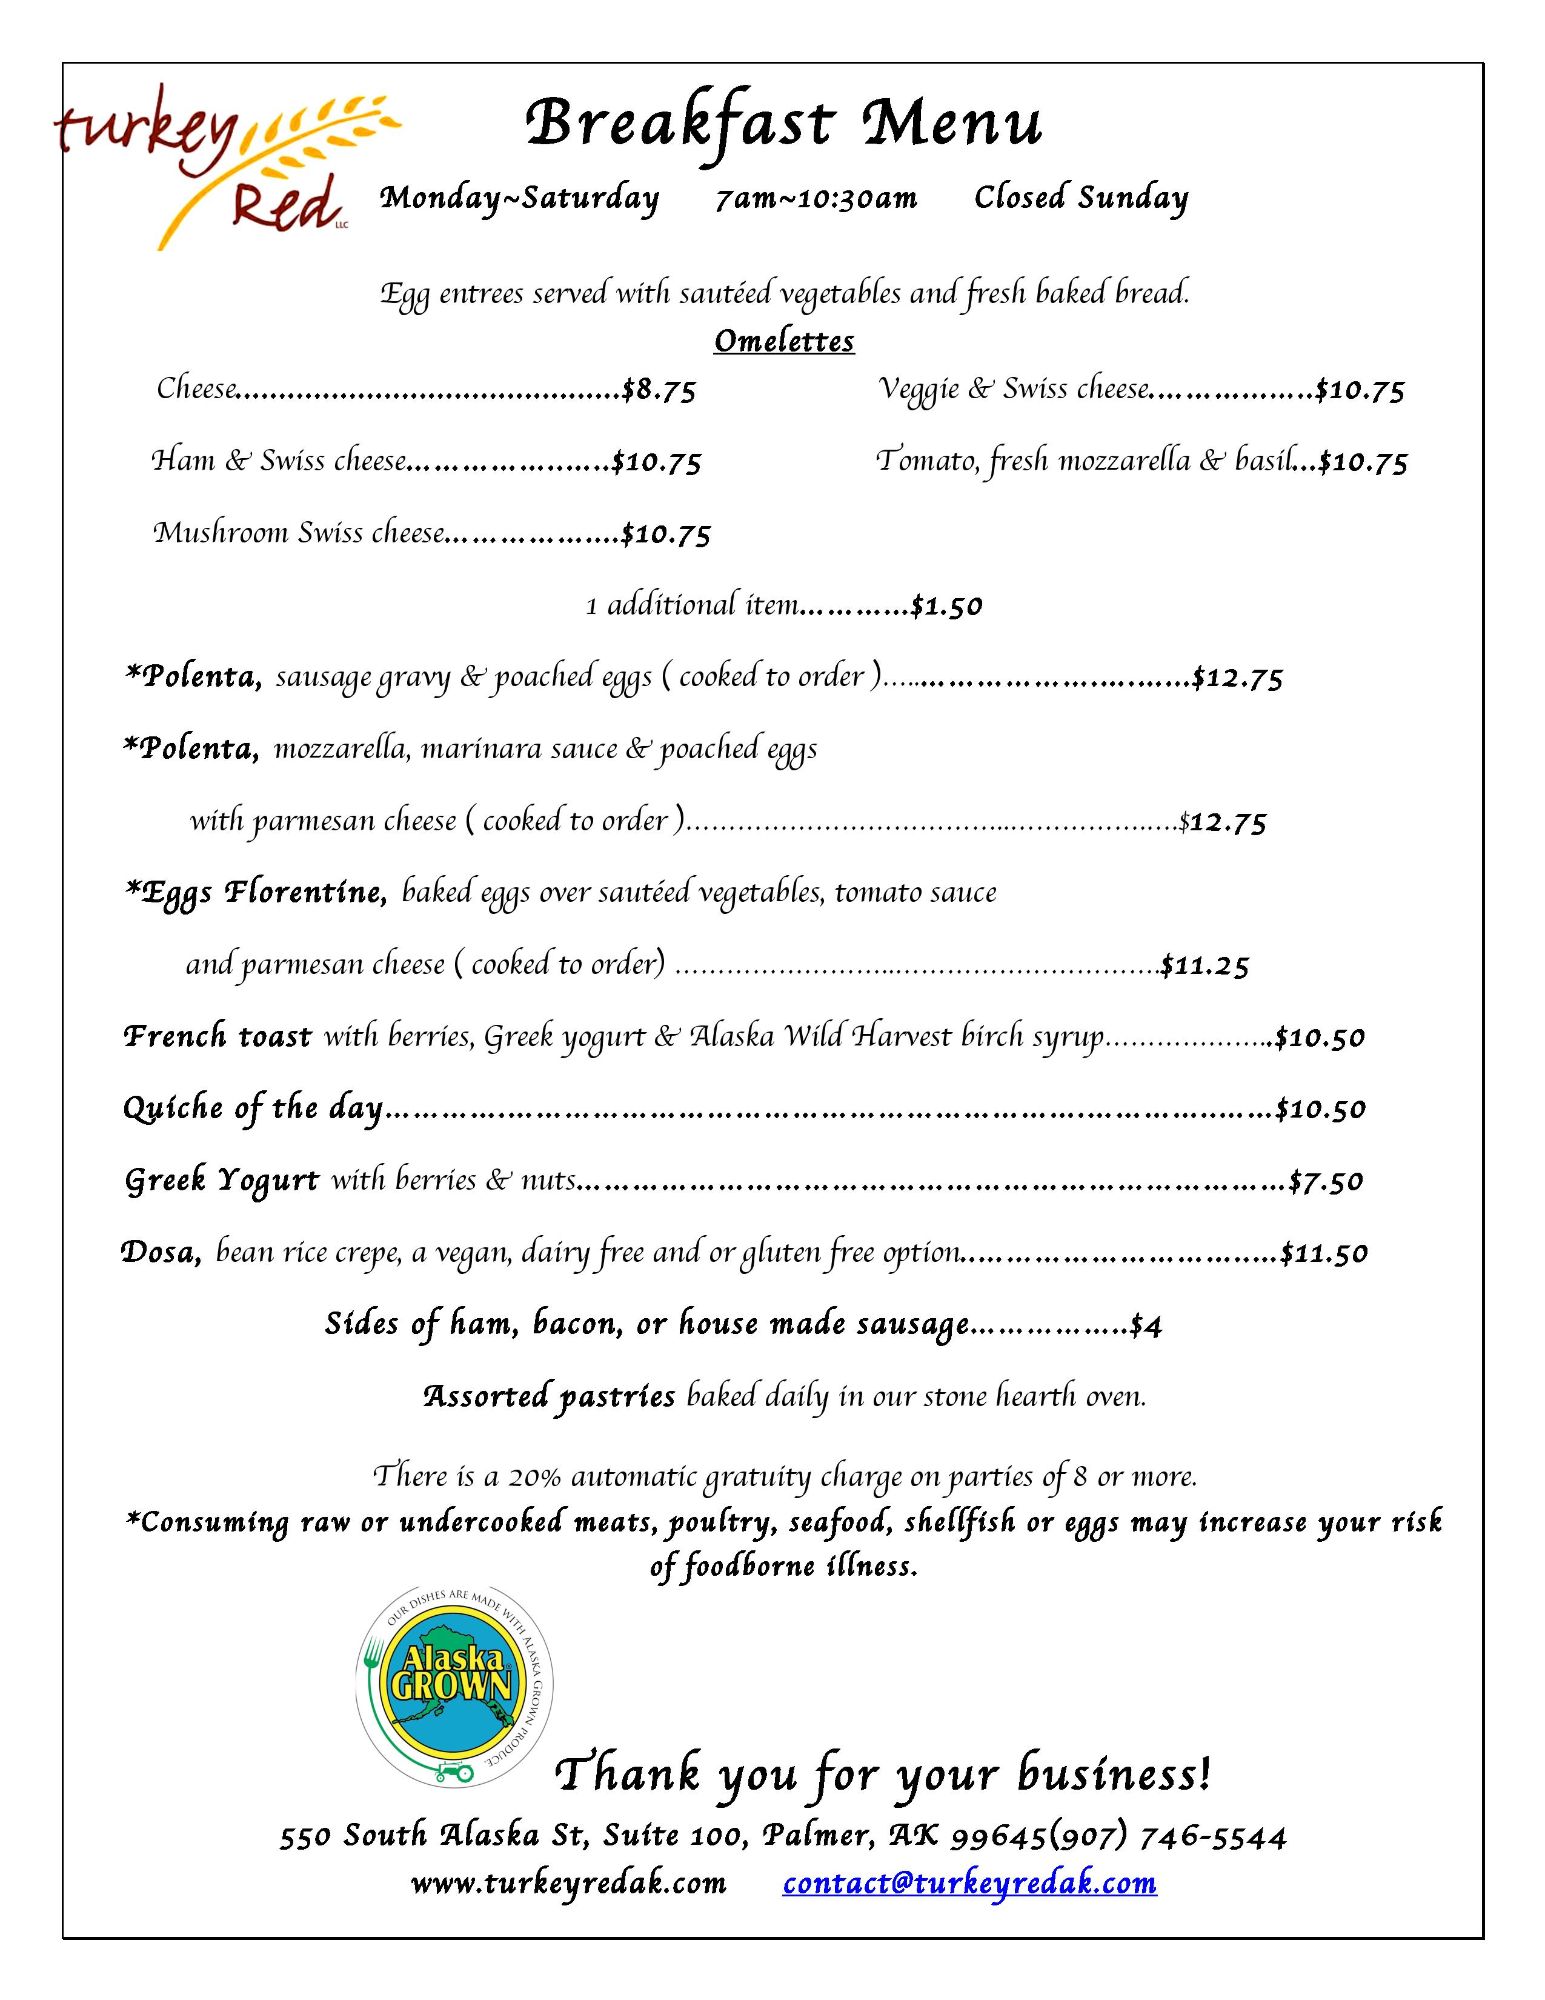 turkey
Red LLC
Breakfast Menu
Monday~Saturday 7am~10:30am Closed Sunday
Egg entrees served with sautéed vegetables and fresh baked bread.
Omelettes
Cheese............................................$8.75 Veggie & Swiss cheese..................$10.75
Ham & Swiss cheese......................$10.75 Tomato, fresh mozzarella & basil...$10.75
Mushroom Swiss cheese...................$10.75
1 additional item............$1.50
*Polenta, sausage gravy & poached eggs ( cooked to order )..............................$12.75
*Polenta, mozzarella, marinara sauce & poached eggs
with parmesan cheese ( cooked to order )........................................................$12.75
*Eggs Florentine, baked eggs over sautéed vegetables, tomato sauce
and parmesan cheese ( cooked to order) .......................................................$11.25
French toast with berries, Greek yogurt & Alaska Wild Harvest birch syrup...................$10.50
Quiche of the day..............................................................................................$10.50
Greek Yogurt with berries & nuts...........................................................................$7.50
Dosa, bean rice crepe, a vegan, dairy free and or gluten free option.................................$11.50
Sides of ham, bacon, or house made sausage.................$4
Assorted pastries baked daily in our stone hearth oven.
There is a 20% automatic gratuity charge on parties of 8 or more.
*Consuming raw or undercooked meats, poultry, seafood, shellfish or eggs may increase your risk
of foodborne illness.
OUR DISHES ARE MADE WITH ALASKA GROWN PRODUCE.
Alaska
GROWN
Thank you for your business!
550 South Alaska St, Suite 100, Palmer, AK 99645(907) 746-5544
www.turkeyredak.com contact@turkeyredak.com